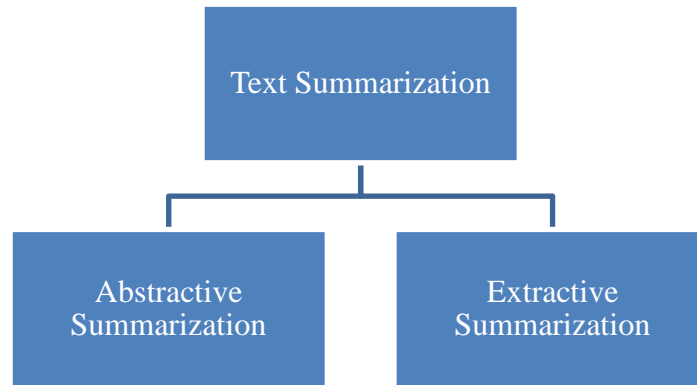 Text Summarization
Abstractive
Summarization
Extractive
Summarization